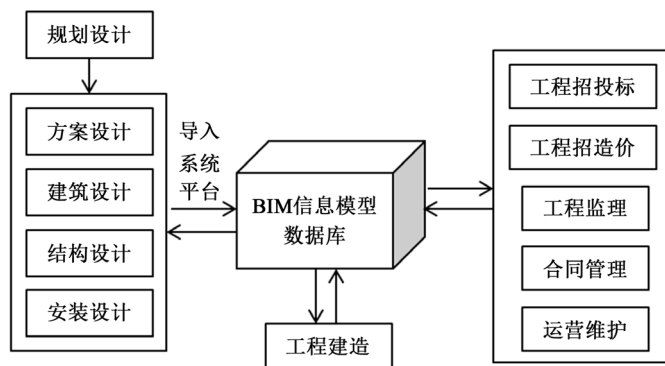 规划设计
方案设计
建筑设计
结构设计
安装设计
导入
系统
平台
BIM信息模型
数据库
工程建造
工程招投标
工程招造价
工程监理
合同管理
运营维护